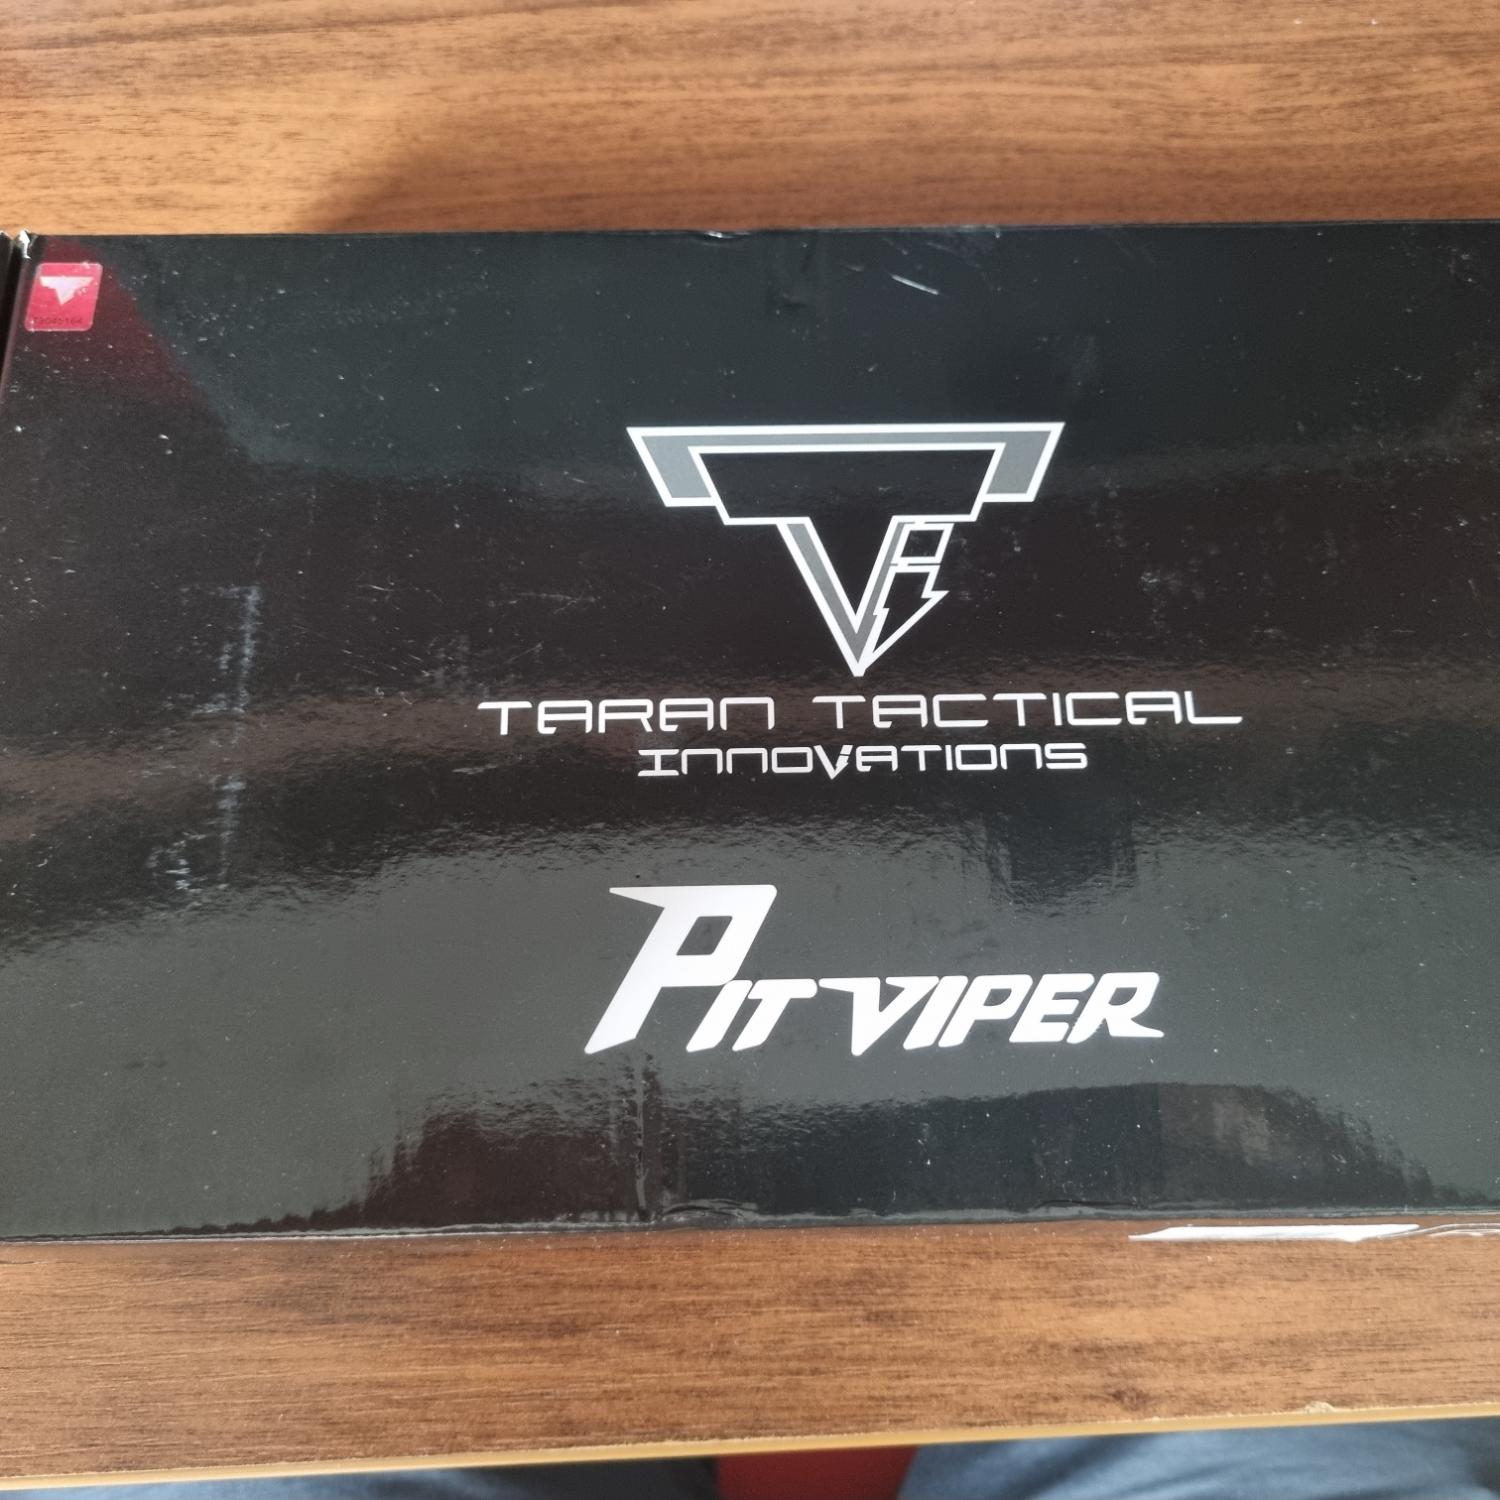 TARAN TACTICAL
INNOVATIONS
PIT VIPER